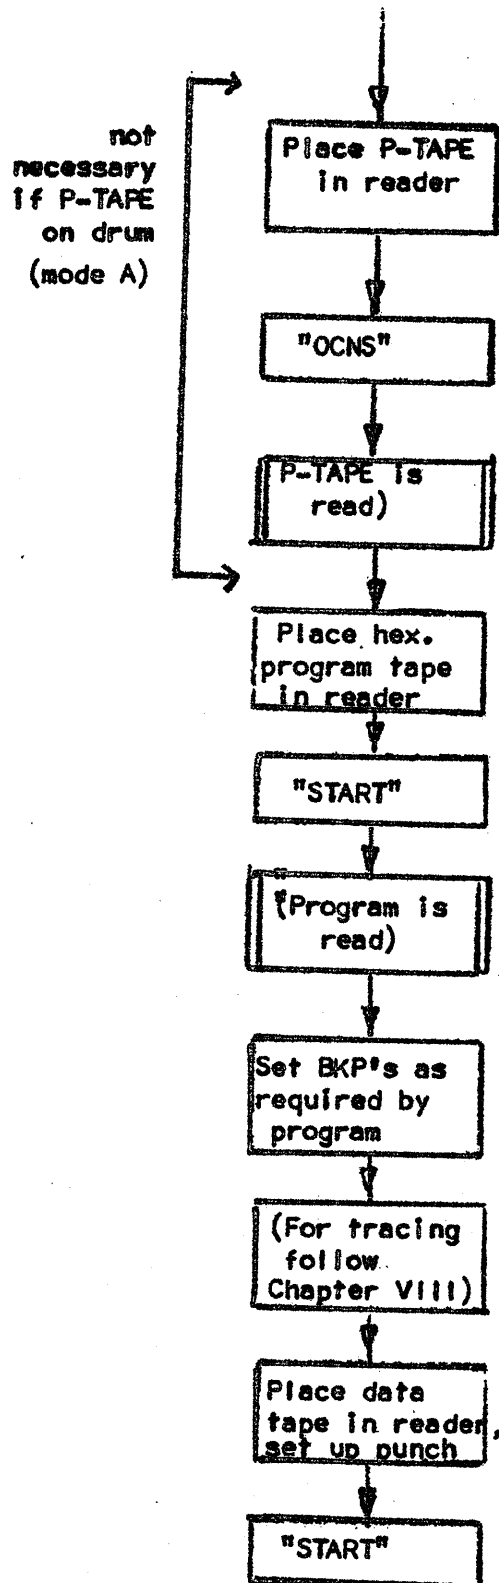 not
necessary
if P-TAPE
on drum
(mode A)
Place P-TAPE
in reader
"OCNS"
P-TAPE is
read)
Place hex.
program tape
in reader
"START"
"(Program is
read)
Set BKP's as
required by
program
(For tracing
follow
Chapter VIII)
Place data
tape in reader,
set up punch
"START"